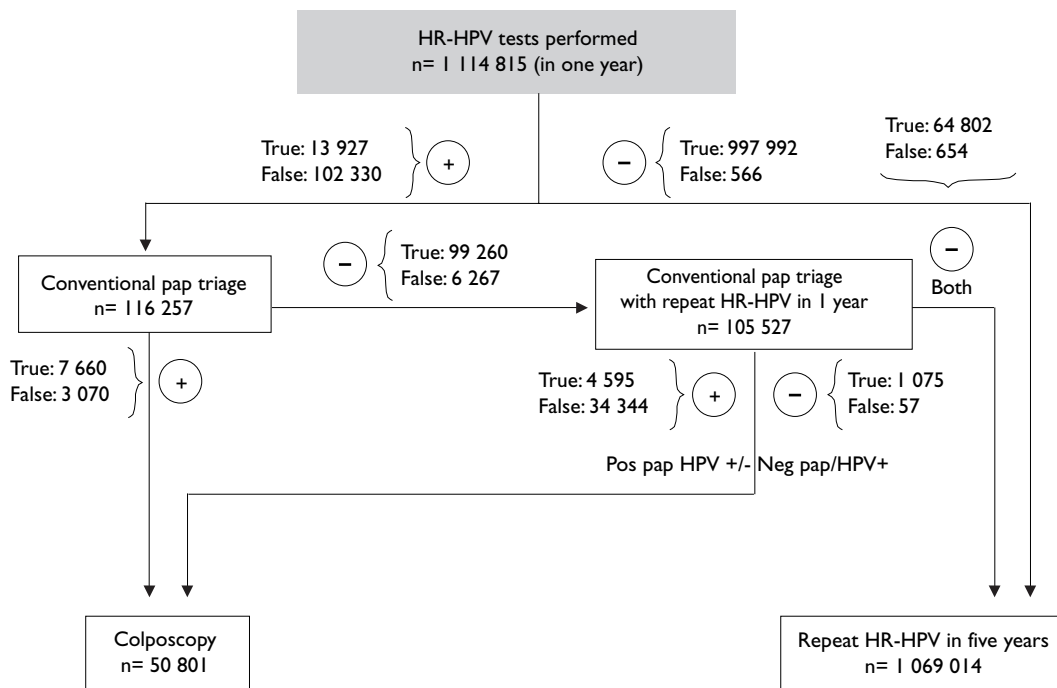 HR-HPV tests performed
n= 1 114 815 (in one year)
True: 13 927
False: 102 330
+
−
True: 997 992
False: 566
True: 64 802
False: 654
Conventional pap triage
n= 116 257
−
True: 99 260
False: 6 267
Conventional pap triage
with repeat HR-HPV in 1 year
n= 105 527
−
Both
True: 7 660
False: 3 070
+
True: 4 595
False: 34 344
+
−
True: 1 075
False: 57
Pos pap HPV +/- Neg pap/HPV+
Colposcopy
n= 50 801
Repeat HR-HPV in five years
n= 1 069 014